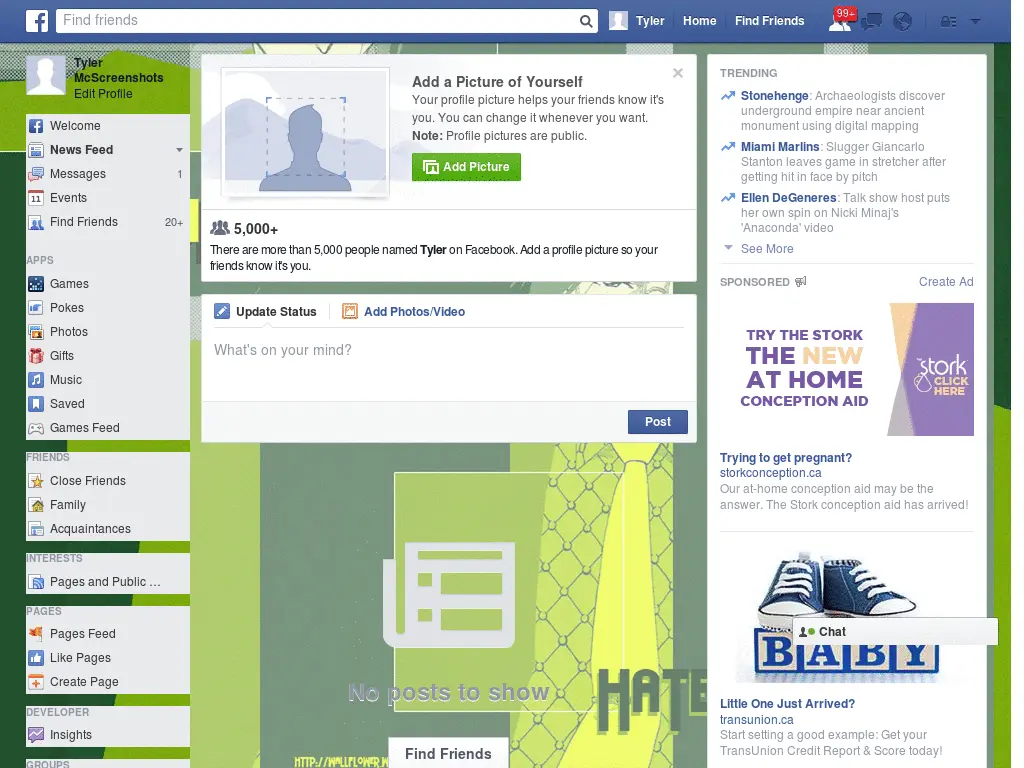 Find friends
Tyler
Home
Find Friends
99+
Tyler
McScreenshots
Edit Profile
Welcome
News Feed
Messages 1
Events
Find Friends 20+
APPS
Games
Pokes
Photos
Gifts
Music
Saved
Games Feed
FRIENDS
Close Friends
Family
Acquaintances
INTERESTS
Pages and Public ...
PAGES
Pages Feed
Like Pages
Create Page
DEVELOPER
Insights
GROUPS
Add a Picture of Yourself
Your profile picture helps your friends know it's
you. You can change it whenever you want.
Note: Profile pictures are public.
Add Picture
5,000+
There are more than 5,000 people named Tyler on Facebook. Add a profile picture so your
friends know it's you.
Update Status
Add Photos/Video
What's on your mind?
Post
No posts to show
HATE
Find Friends
TRENDING
Stonehenge: Archaeologists discover
underground empire near ancient
monument using digital mapping
Miami Marlins: Slugger Giancarlo
Stanton leaves game in stretcher after
getting hit in face by pitch
Ellen DeGeneres: Talk show host puts
her own spin on Nicki Minaj's
'Anaconda' video
See More
SPONSORED
Create Ad
TRY THE STORK
THE NEW
AT HOME
CONCEPTION AID
the stork
CLICK
HERE
Trying to get pregnant?
storkconception.ca
Our at-home conception aid may be the
answer. The Stork conception aid has arrived!
Chat
BABY
Little One Just Arrived?
transunion.ca
Start setting a good example: Get your
TransUnion Credit Report & Score today!